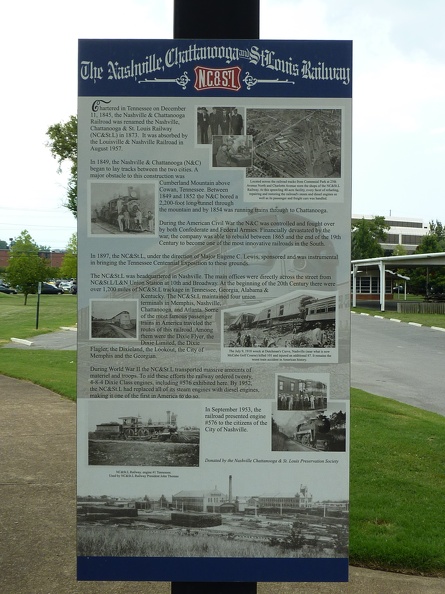 The Nashville, Chattanooga and St Louis Railway
NC&StL
Chartered in Tennessee on December
11, 1845, the Nashville & Chattanooga
Railroad was renamed the Nashville,
Chattanooga & St. Louis Railway
(NC&St.L) in 1873. It was absorbed by
the Louisville & Nashville Railroad in
August 1957.
In 1849, the Nashville & Chattanooga (N&C)
began to lay tracks between the two cities. A
major obstacle to this construction was
Cumberland Mountain above
Cowan, Tennessee. Between
1849 and 1852 the N&C bored a
2,200-foot long tunnel through
the mountain and by 1854 was running trains through to Chattanooga.
During the American Civil War the N&C was controlled and fought over
by both Confederate and Federal Armies. Financially devastated by the
war, the company was able to rebuild between 1865 and the end of the 19th
Century to become one of the most innovative railroads in the South.
In 1897, the NC&St.L, under the direction of Major Eugene C. Lewis, sponsored and was instrumental
in bringing the Tennessee Centennial Exposition to these grounds.
The NC&St.L was headquartered in Nashville. The main offices were directly across the street from
NC&St.L/L&N Union Station at 10th and Broadway. At the beginning of the 20th Century there were
over 1,200 miles of NC&St.L trackage in Tennessee, Georgia, Alabama &
Kentucky. The NC&St.L maintained four union
terminals in Memphis, Nashville,
Chattanooga, and Atlanta. Some
of the most famous passenger
trains in America traveled the
routes of this railroad. Among
them were the Dixie Flyer, the
Dixie Limited, the Dixie
Flagler, the Dixieland, the Lookout, the City of
Memphis and the Georgian.
During World War II the NC&St.L transported massive amounts of
materiel and troops. To aid these efforts the railway ordered twenty,
4-8-4 Dixie Class engines, including #576 exhibited here. By 1952,
the NC&St.L had replaced all of its steam engines with diesel engines,
making it one of the first in America to do so.
In September 1953, the
railroad presented engine
#576 to the citizens of the
City of Nashville.
NC&StL Railway engine #1 Tennessee
Used by NC&StL Railway President John Thomas
Donated by the Nashville Chattanooga & St. Louis Preservation Society